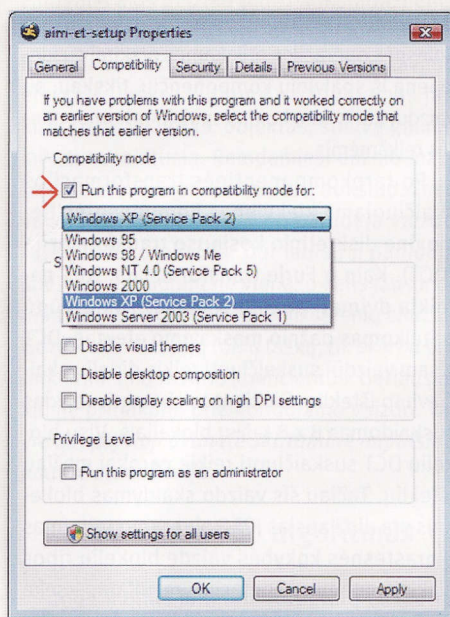 aim-et-setup Properties
General Compatibility Security Details Previous Versions
If you have problems with this program and it worked correctly on
an earlier version of Windows, select the compatibility mode that
matches that earlier version.
Compatibility mode
Run this program in compatibility mode for:
Windows XP (Service Pack 2)
Windows 95
Windows 98 / Windows Me
Windows NT 4.0 (Service Pack 5)
Windows 2000
Windows XP (Service Pack 2)
Windows Server 2003 (Service Pack 1)
S
Disable visual themes
Disable desktop composition
Disable display scaling on high DPI settings
Privilege Level
Run this program as an administrator
Show settings for all users
OK Cancel Apply